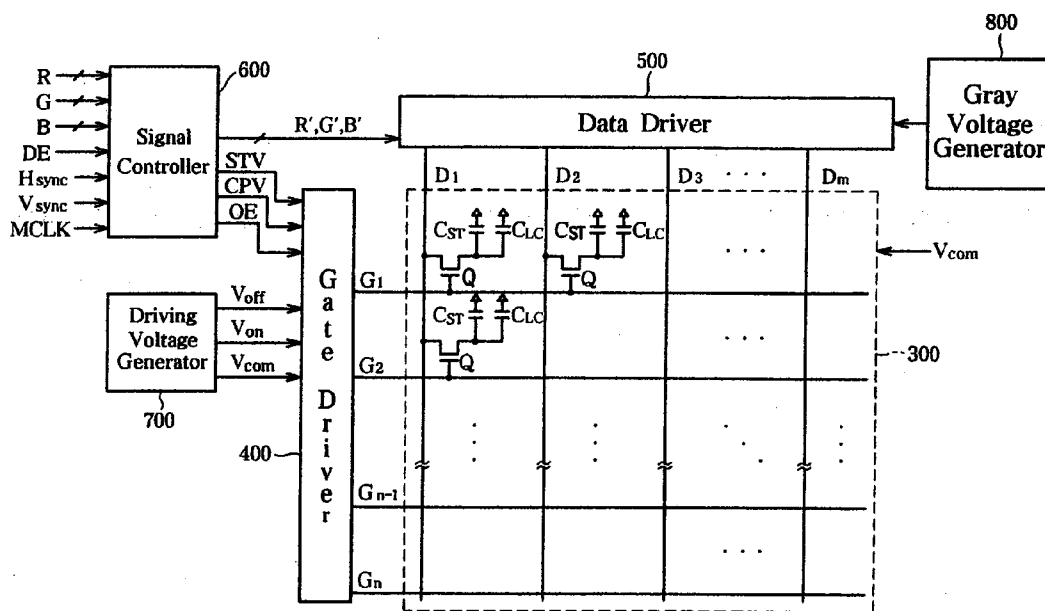 R
G
B
DE
Hsync
Vsync
MCLK
Signal
Controller
600
R′,G′,B′
STV
CPV
OE
500
Data Driver
800
Gray
Voltage
Generator
D1
D2
D3
Dm
CST
CLC
CST
CLC
Q
Q
Vcom
G1
CST
CLC
Q
G2
300
Driving
Voltage
Generator
700
Voff
Von
Vcom
Gate Driver
400
Gn-1
Gn